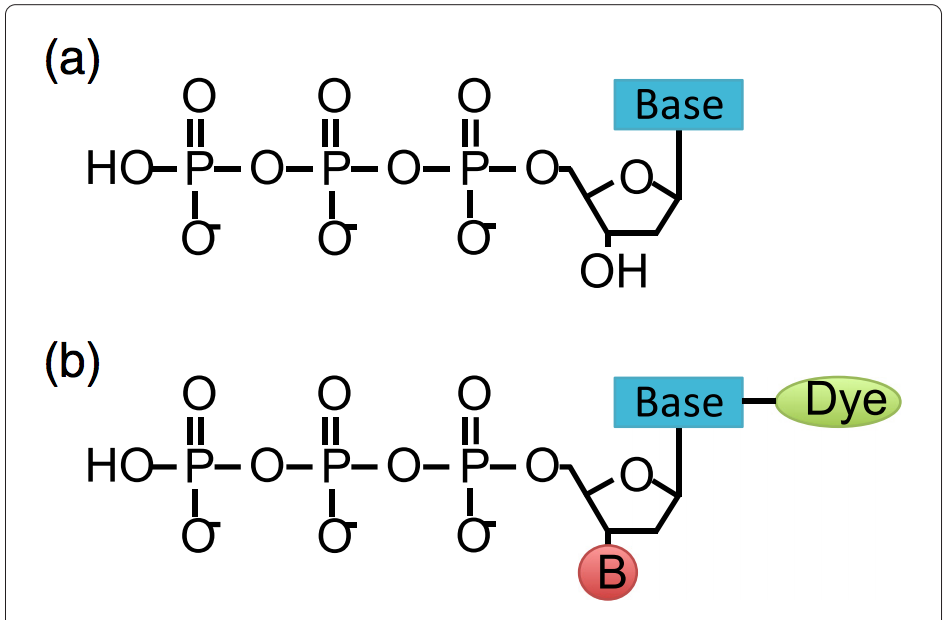 (a)
O O O Base
HO P O P O P O O
O- O- O-
OH
(b)
O O O Base Dye
HO P O P O P O O
O- O- O-
B